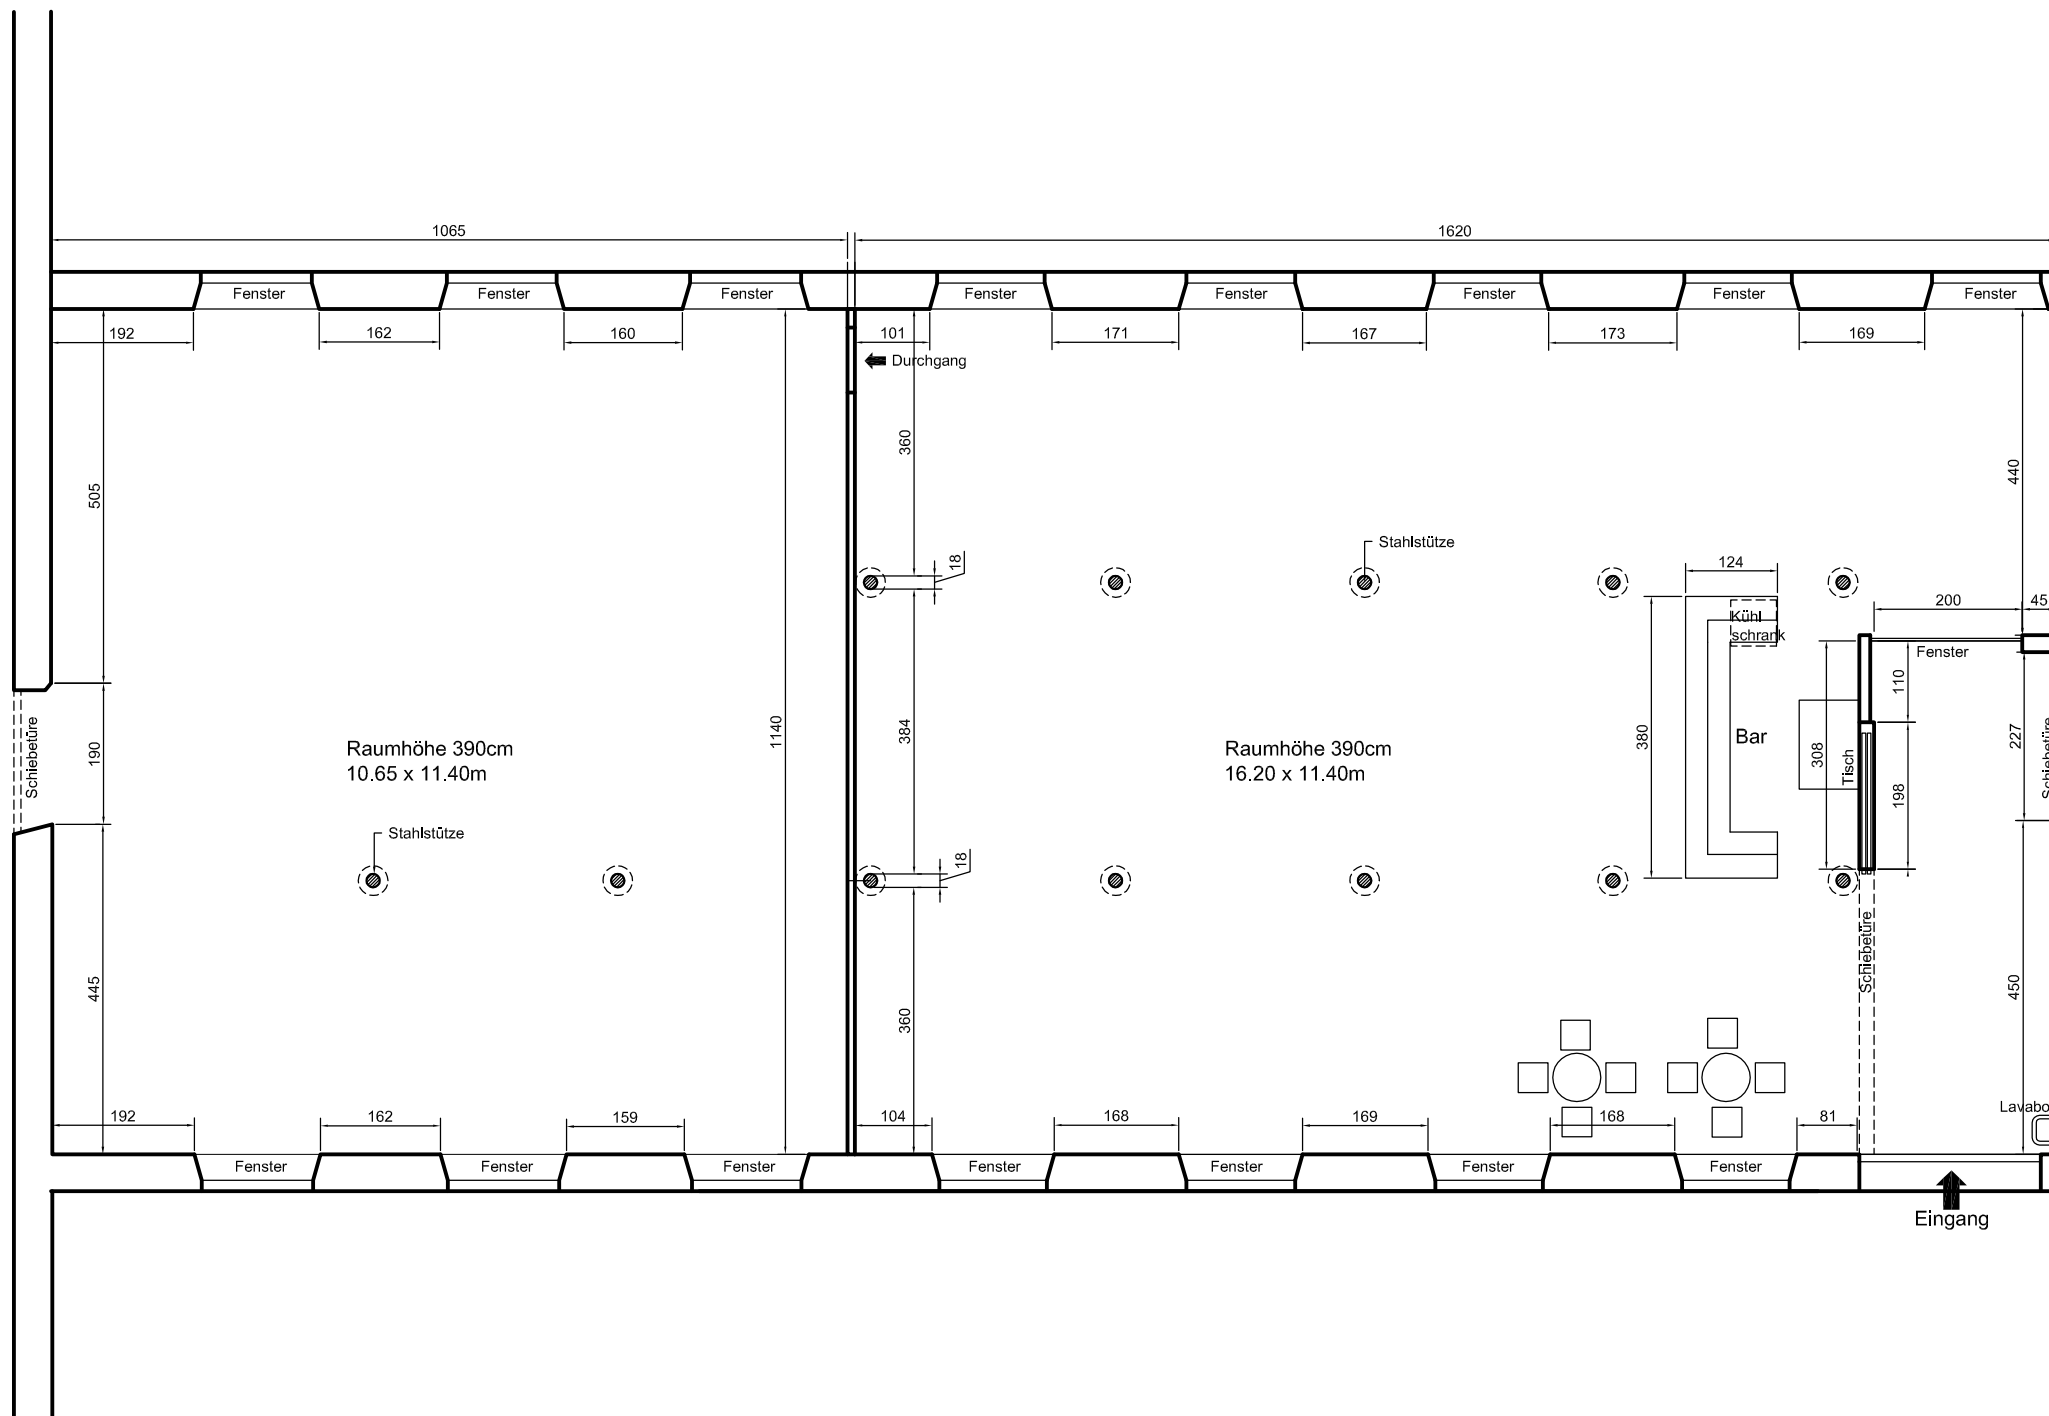 1065
1620
Fenster
Fenster
Fenster
Fenster
Fenster
Fenster
Fenster
Fenster
192
162
160
101
171
167
173
169
Durchgang
360
505
440
18
Stahlstütze
124
200
45
Kühl
schrank
Fenster
110
190
Schiebetüre
1140
384
380
308
227
Schiebetüre
Raumhöhe 390cm
10.65 x 11.40m
Raumhöhe 390cm
16.20 x 11.40m
Bar
Tisch
198
Stahlstütze
18
Schiebetüre
445
360
450
192
162
159
104
168
169
168
81
Lavabo
Fenster
Fenster
Fenster
Fenster
Fenster
Fenster
Fenster
Eingang